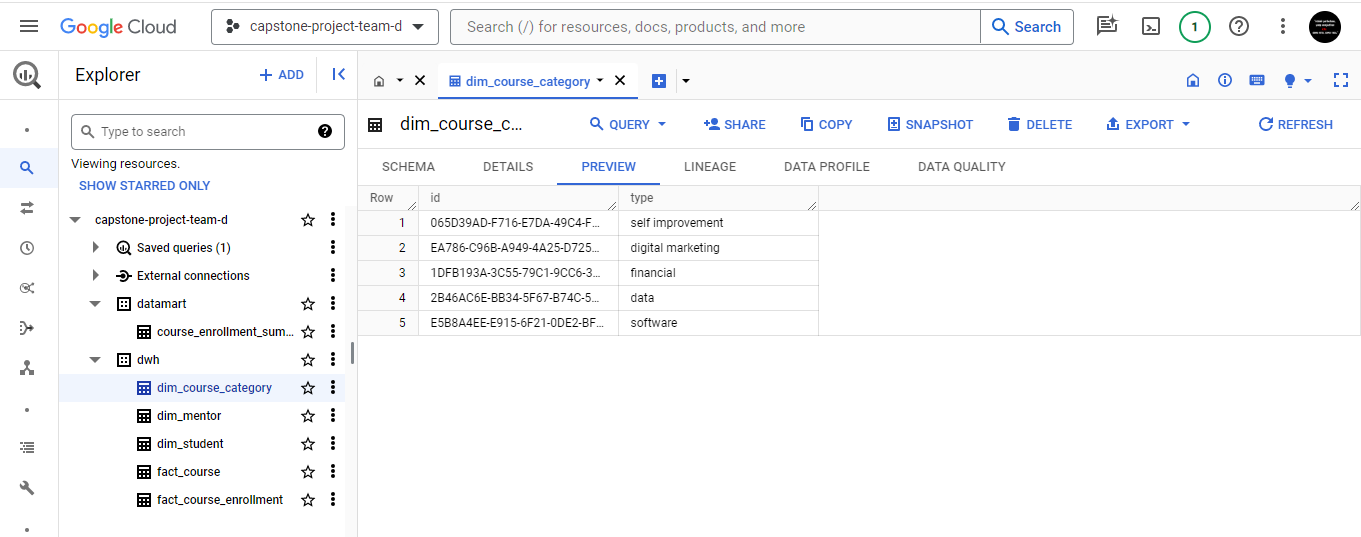 Google Cloud
capstone-project-team-d
Search (/) for resources, docs, products, and more
Search
1
Explorer
ADD
dim_course_category
Type to search
Viewing resources.
SHOW STARRED ONLY
capstone-project-team-d
Saved queries (1)
External connections
datamart
course_enrollment_sum...
dwh
dim_course_category
dim_mentor
dim_student
fact_course
fact_course_enrollment
dim_course_c...
QUERY
SHARE
COPY
SNAPSHOT
DELETE
EXPORT
REFRESH
SCHEMA
DETAILS
PREVIEW
LINEAGE
DATA PROFILE
DATA QUALITY
Row id type
1 065D39AD-F716-E7DA-49C4-F... self improvement
2 EA786-C96B-A949-4A25-D725... digital marketing
3 1DFB193A-3C55-79C1-9CC6-3... financial
4 2B46AC6E-BB34-5F67-B74C-5... data
5 E5B8A4EE-E915-6F21-0DE2-BF... software